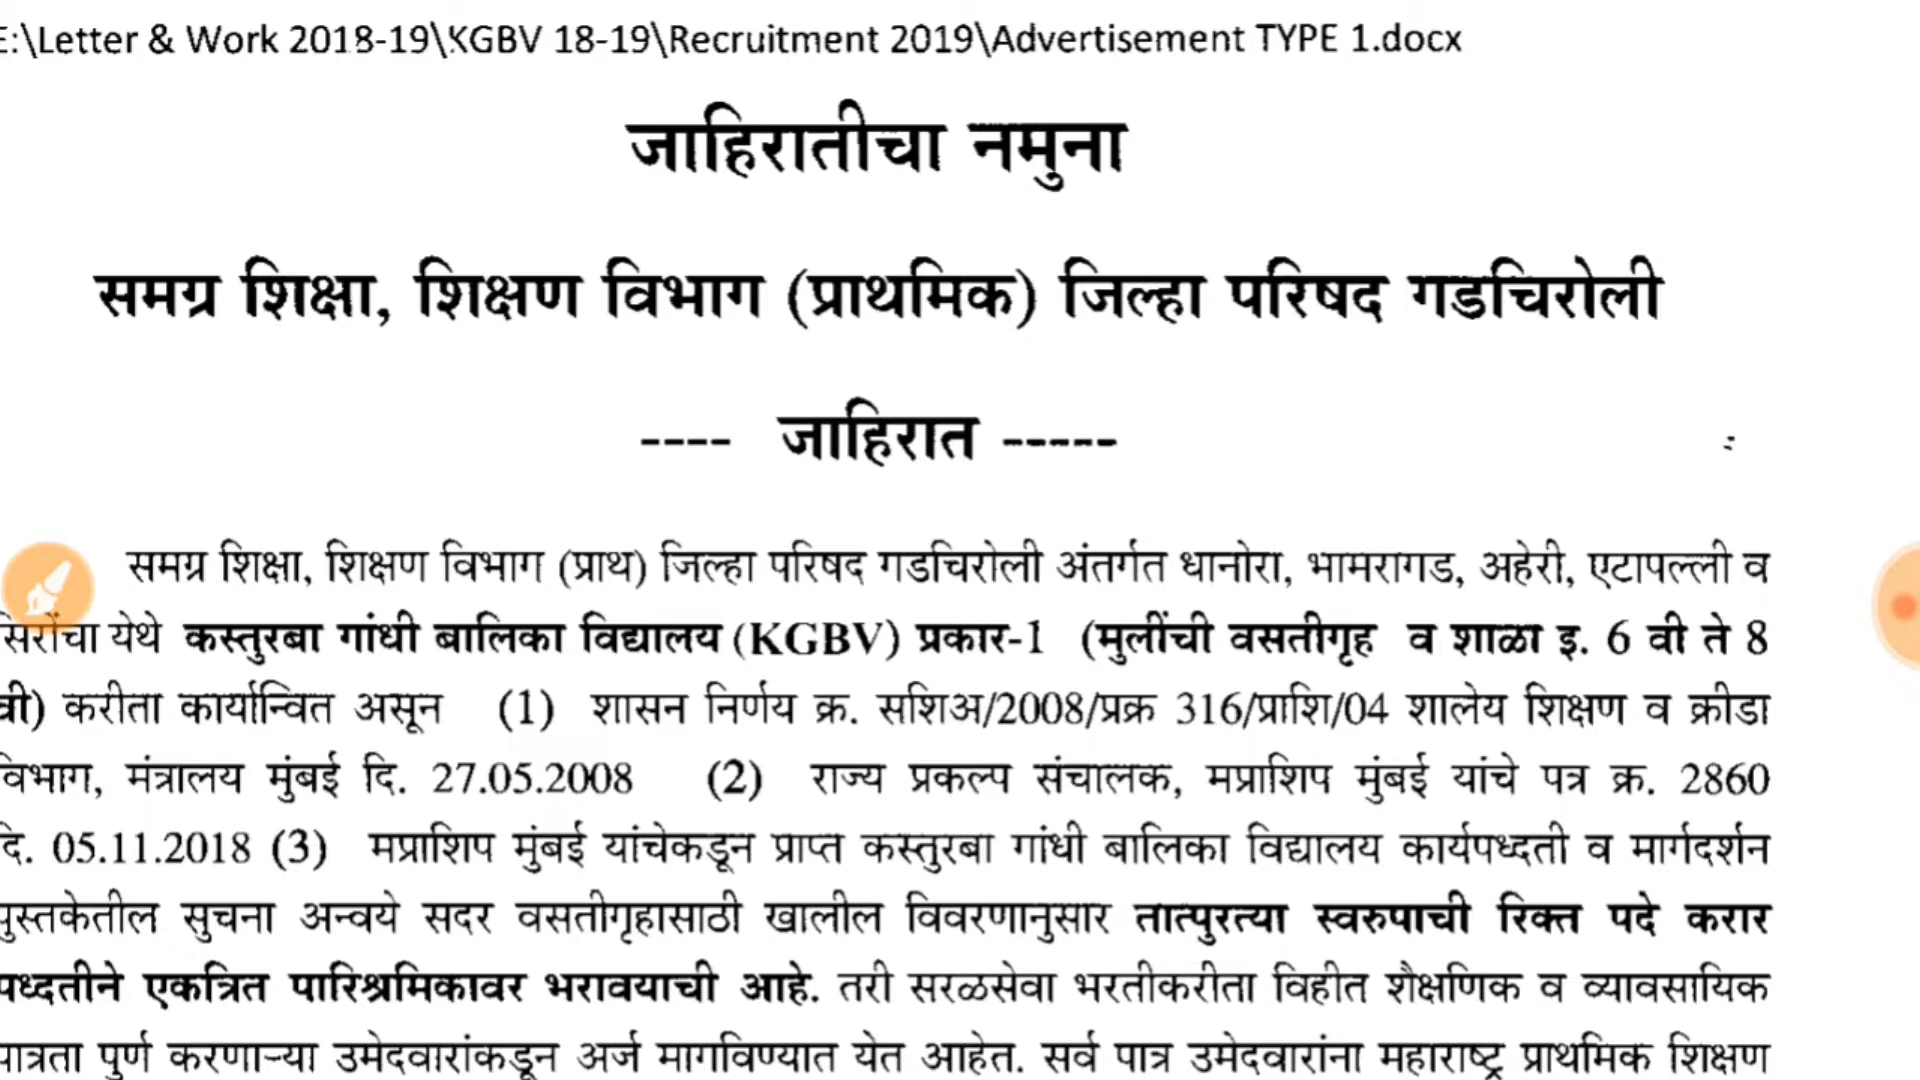 E:\Letter & Work 2018-19\KGBV 18-19\Recruitment 2019\Advertisement TYPE 1.docx
जाहिरातीचा नमुना
समग्र शिक्षा, शिक्षण विभाग (प्राथमिक) जिल्हा परिषद गडचिरोली
---- जाहिरात -----
समग्र शिक्षा, शिक्षण विभाग (प्राथ) जिल्हा परिषद गडचिरोली अंतर्गत धानोरा, भामरागड, अहेरी, एटापल्ली व
सिरोंचा येथे कस्तुरबा गांधी बालिका विद्यालय (KGBV) प्रकार-1 (मुलींची वसतीगृह व शाळा इ. 6 वी ते 8
वी) करीता कार्यान्वित असून (1) शासन निर्णय क्र. सशिअ/2008/प्रक्र 316/प्राशि/04 शालेय शिक्षण व क्रीडा
विभाग, मंत्रालय मुंबई दि. 27.05.2008 (2) राज्य प्रकल्प संचालक, मप्राशिप मुंबई यांचे पत्र क्र. 2860
दि. 05.11.2018 (3) मप्राशिप मुंबई यांचेकडून प्राप्त कस्तुरबा गांधी बालिका विद्यालय कार्यपध्दती व मार्गदर्शन
पुस्तकेतील सुचना अन्वये सदर वसतीगृहासाठी खालील विवरणानुसार तात्पुरत्या स्वरुपाची रिक्त पदे करार
पध्दतीने एकत्रित पारिश्रमिकावर भरावयाची आहे. तरी सरळसेवा भरतीकरीता विहीत शैक्षणिक व व्यावसायिक
पात्रता पुर्ण करणाऱ्या उमेदवारांकडून अर्ज मागविण्यात येत आहेत. सर्व पात्र उमेदवारांना महाराष्ट्र प्राथमिक शिक्षण